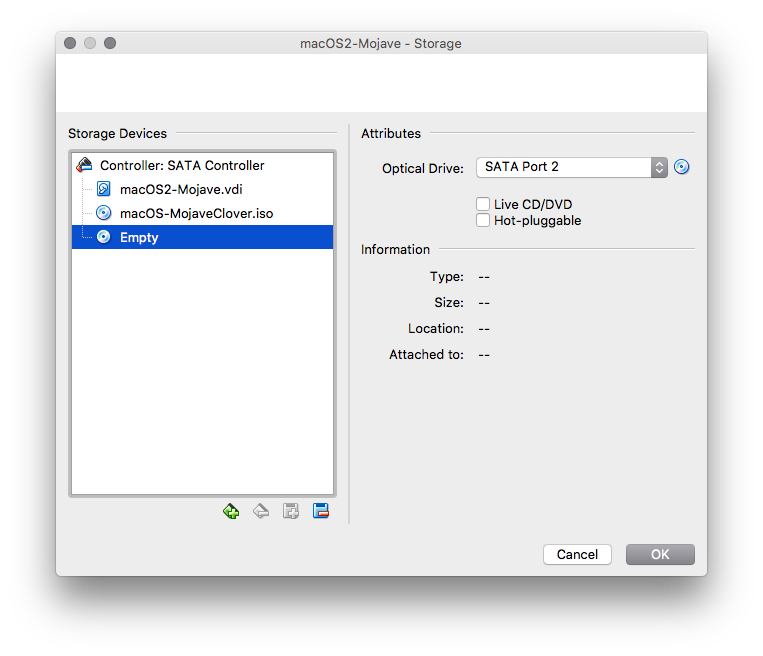 macOS2-Mojave - Storage
Storage Devices
Controller: SATA Controller
macOS2-Mojave.vdi
macOS-MojaveClover.iso
Empty
Attributes
Optical Drive: SATA Port 2
Live CD/DVD
Hot-pluggable
Information
Type: --
Size: --
Location: --
Attached to: --
Cancel OK